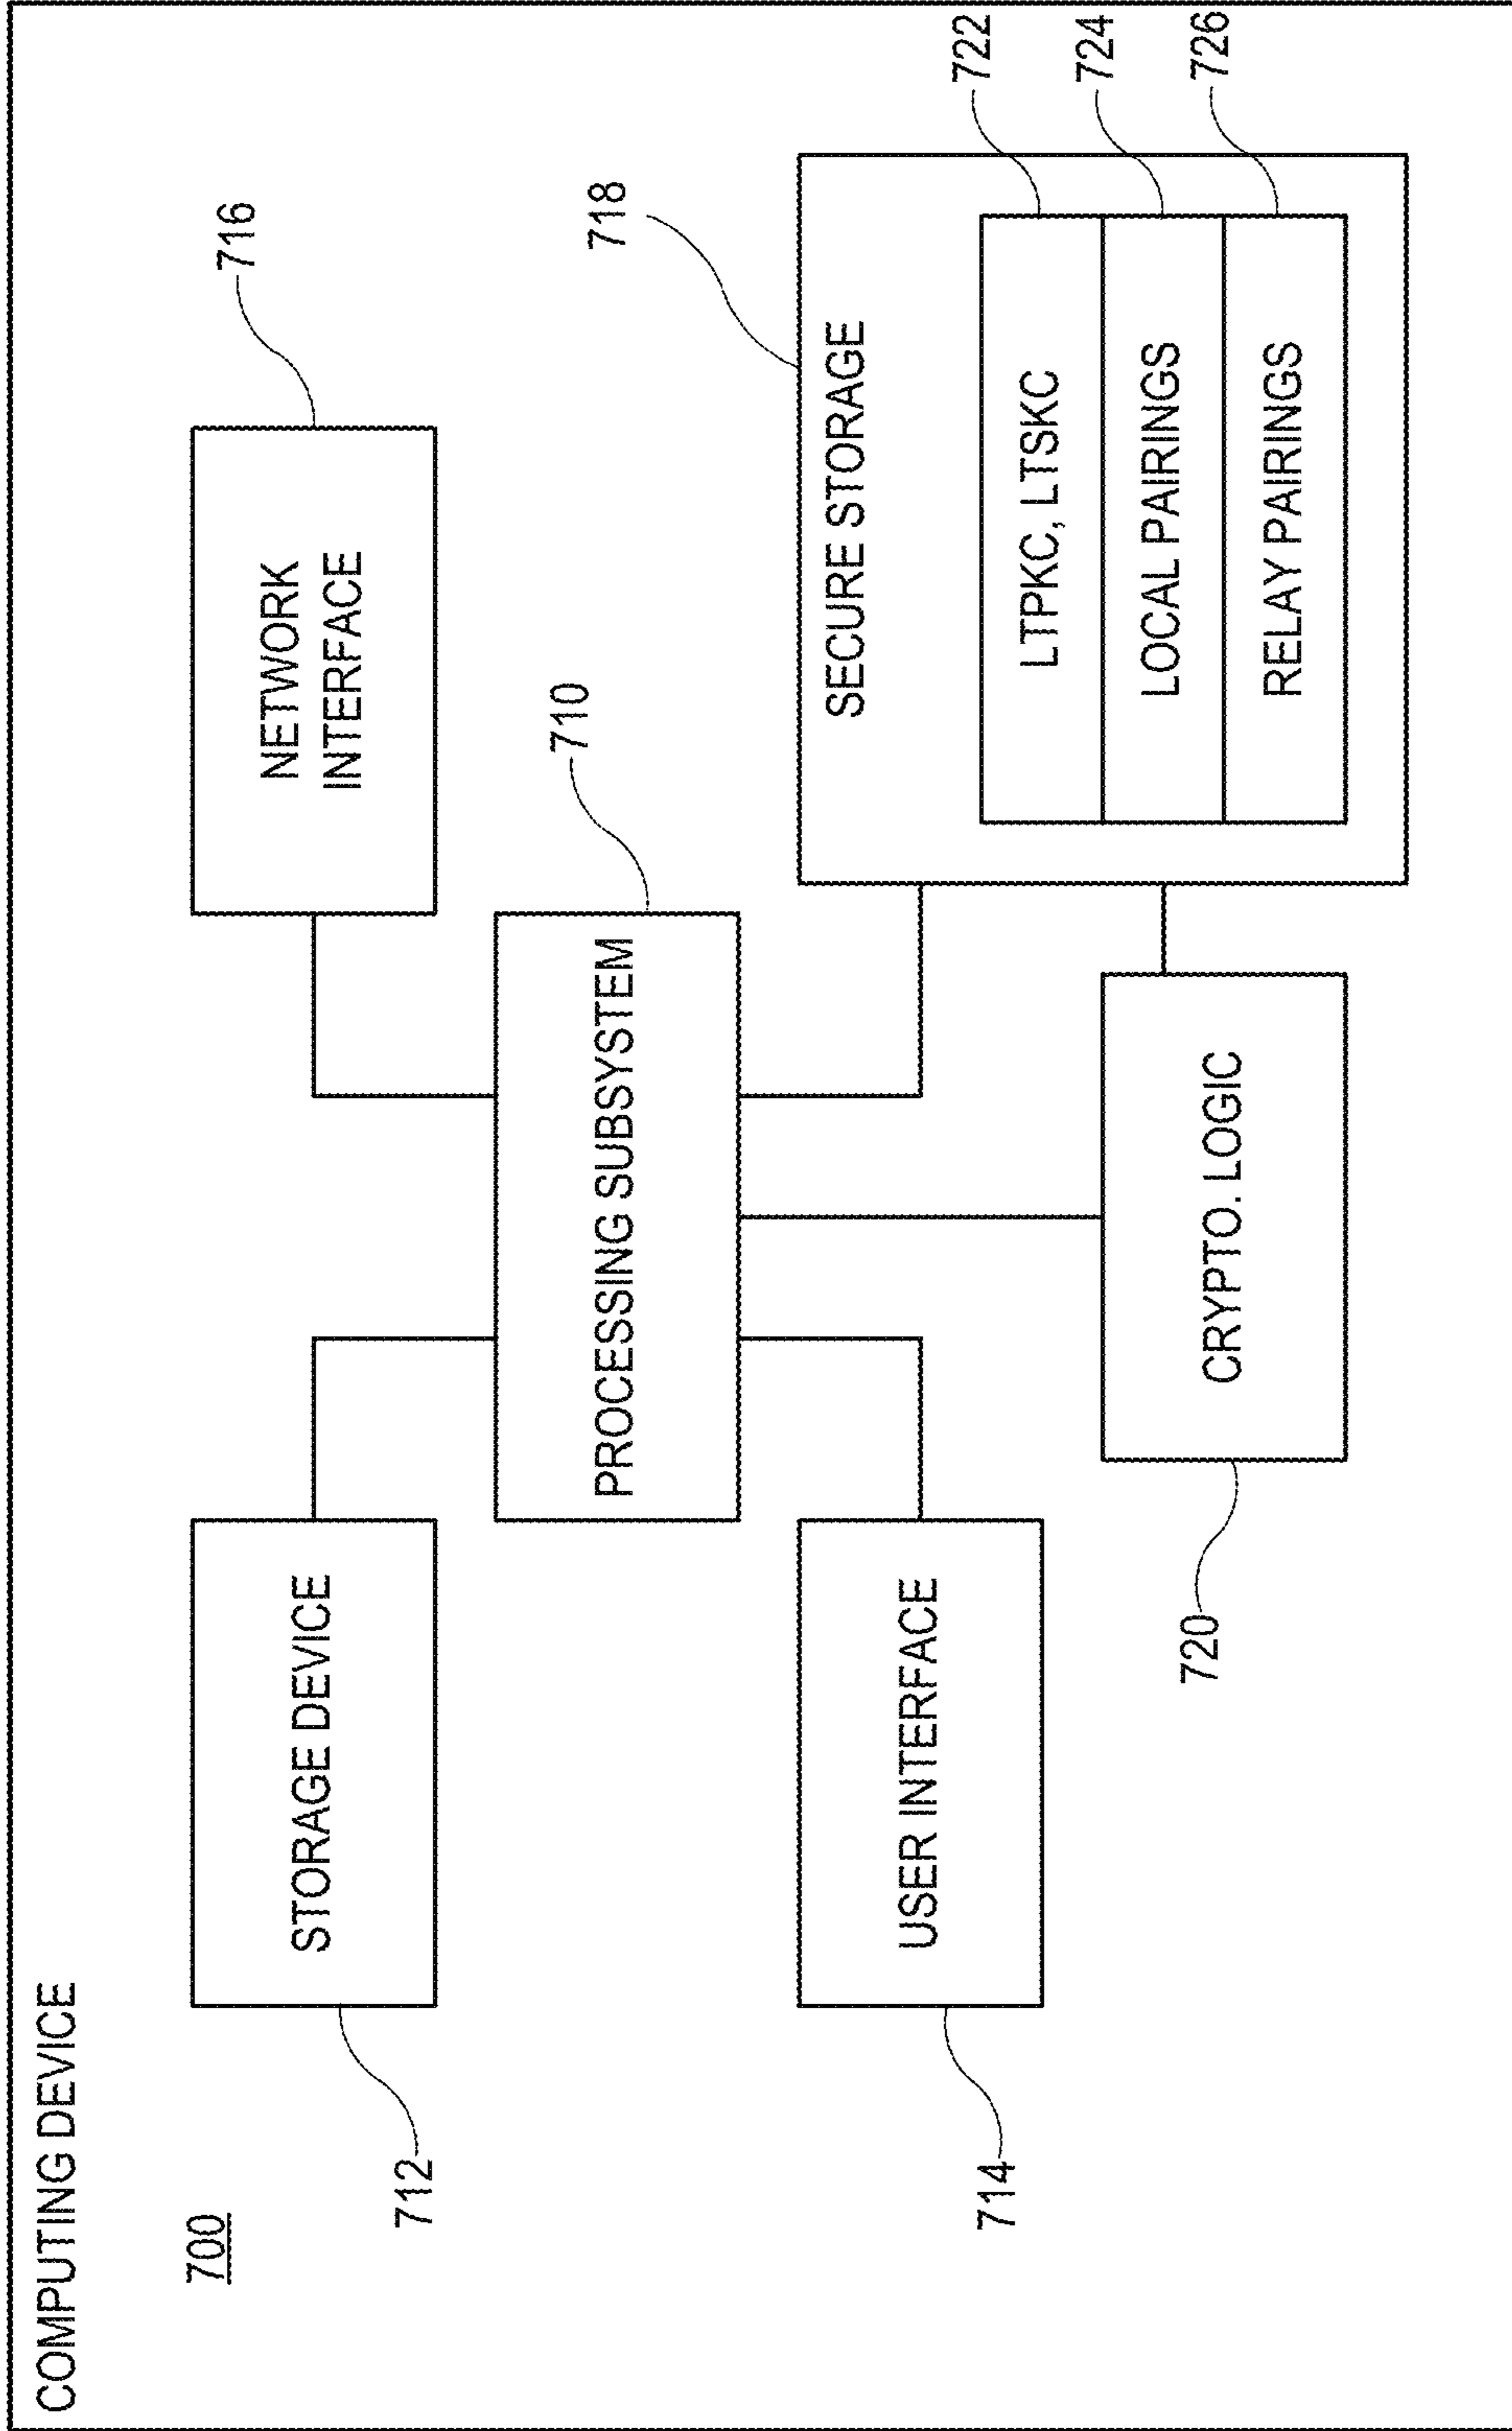 COMPUTING DEVICE
700
712
STORAGE DEVICE
NETWORK
INTERFACE
716
PROCESSING SUBSYSTEM
710
714
USER INTERFACE
720
CRYPTO. LOGIC
718
SECURE STORAGE
LTPKC, LTSKC
722
LOCAL PAIRINGS
724
RELAY PAIRINGS
726